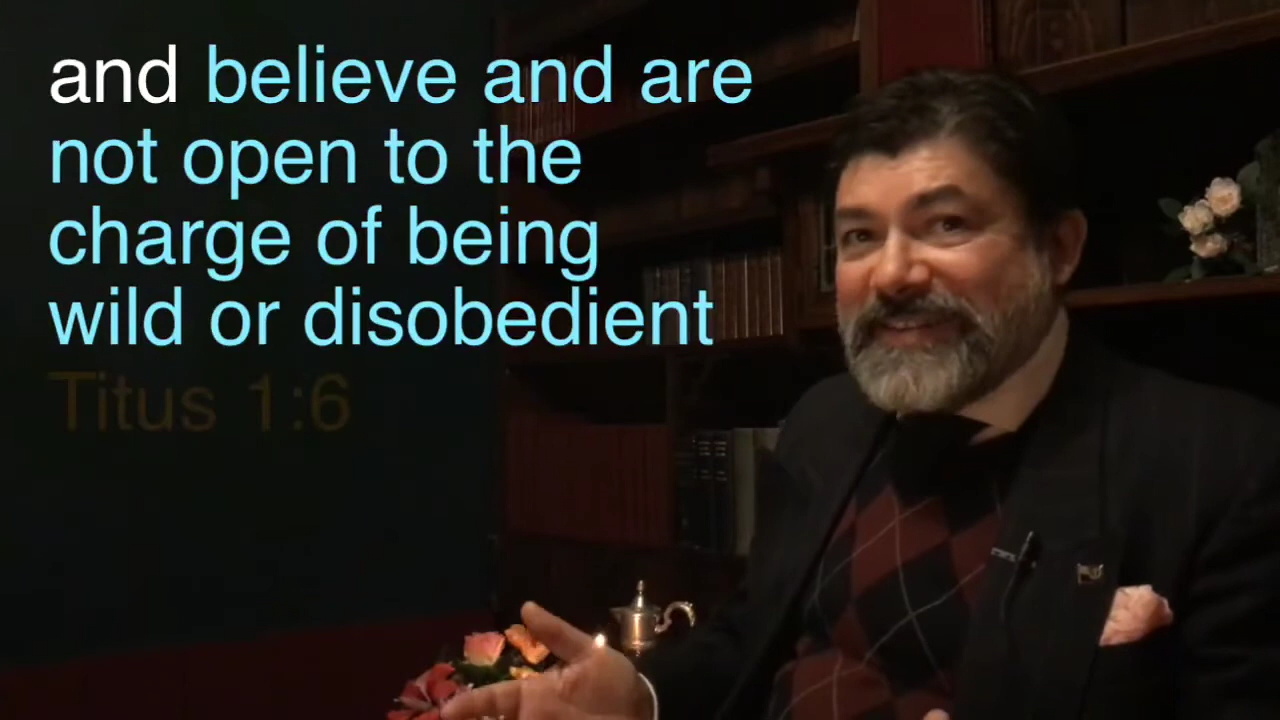 and believe and are
not open to the
charge of being
wild or disobedient
Titus 1:6